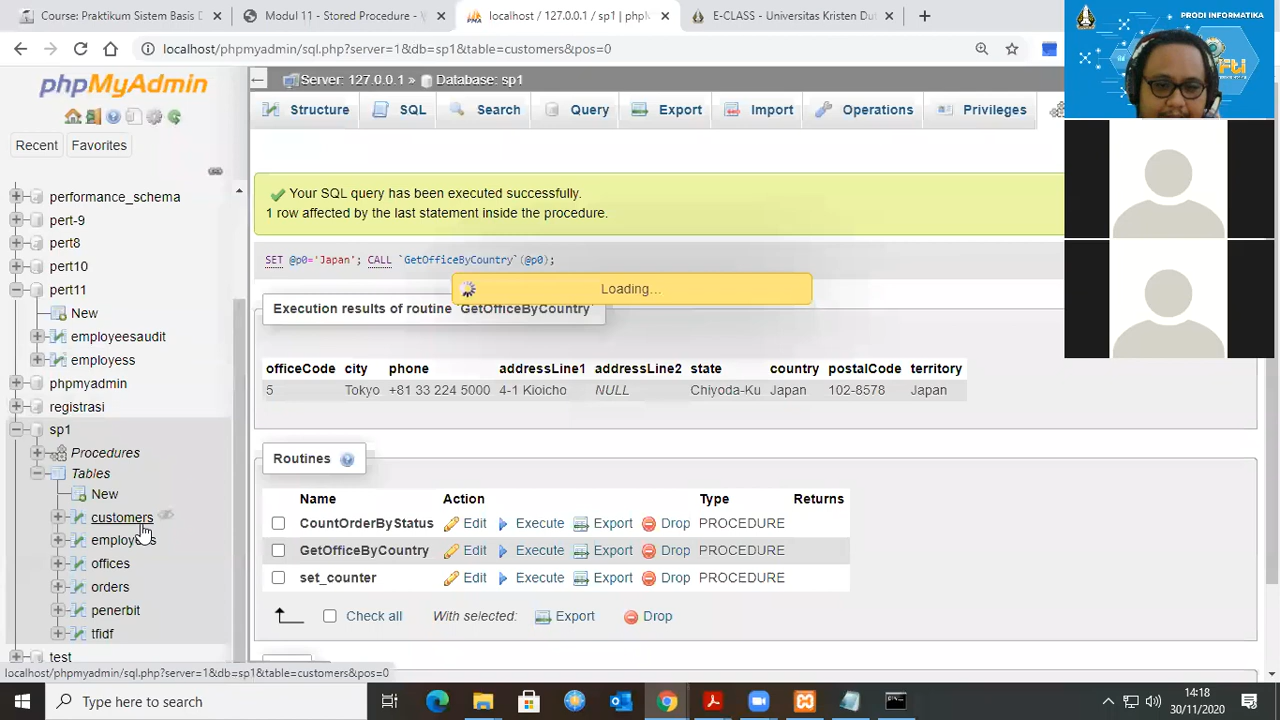 Course: Praktikum Sistem Basis D
Modul 11 - Stored Procedure - W
localhost / 127.0.0.1 / sp1 | phpM
E-CLASS - Universitas Kristen Du
localhost/phpmyadmin/sql.php?server=1&db=sp1&table=customers&pos=0
PRODI INFORMATIKA
phpMyAdmin
Recent
Favorites
performance_schema
pert-9
pert8
pert10
pert11
New
employeesaudit
employess
phpmyadmin
registrasi
sp1
Procedures
Tables
New
customers
employees
offices
orders
penerbit
tfidf
test
Server: 127.0.0.1 » Database: sp1
Structure SQL Search Query Export Import Operations Privileges
Your SQL query has been executed successfully.
1 row affected by the last statement inside the procedure.
SET @p0='Japan'; CALL `GetOfficeByCountry`(@p0);
Loading…
Execution results of routine `GetOfficeByCountry`
officeCode city phone addressLine1 addressLine2 state country postalCode territory
5 Tokyo +81 33 224 5000 4-1 Kioicho NULL Chiyoda-Ku Japan 102-8578 Japan
Routines
Name Action Type Returns
CountOrderByStatus Edit Execute Export Drop PROCEDURE
GetOfficeByCountry Edit Execute Export Drop PROCEDURE
set_counter Edit Execute Export Drop PROCEDURE
Check all With selected: Export Drop
localhost/phpmyadmin/sql.php?server=1&db=sp1&table=customers&pos=0
Type here to search
14:18
30/11/2020